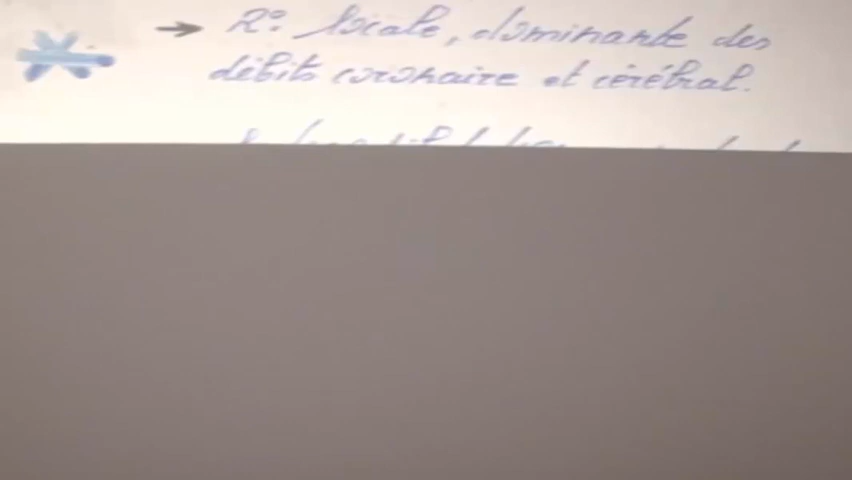 → R°: locale, dominante des
débits coronaire et cérébral.